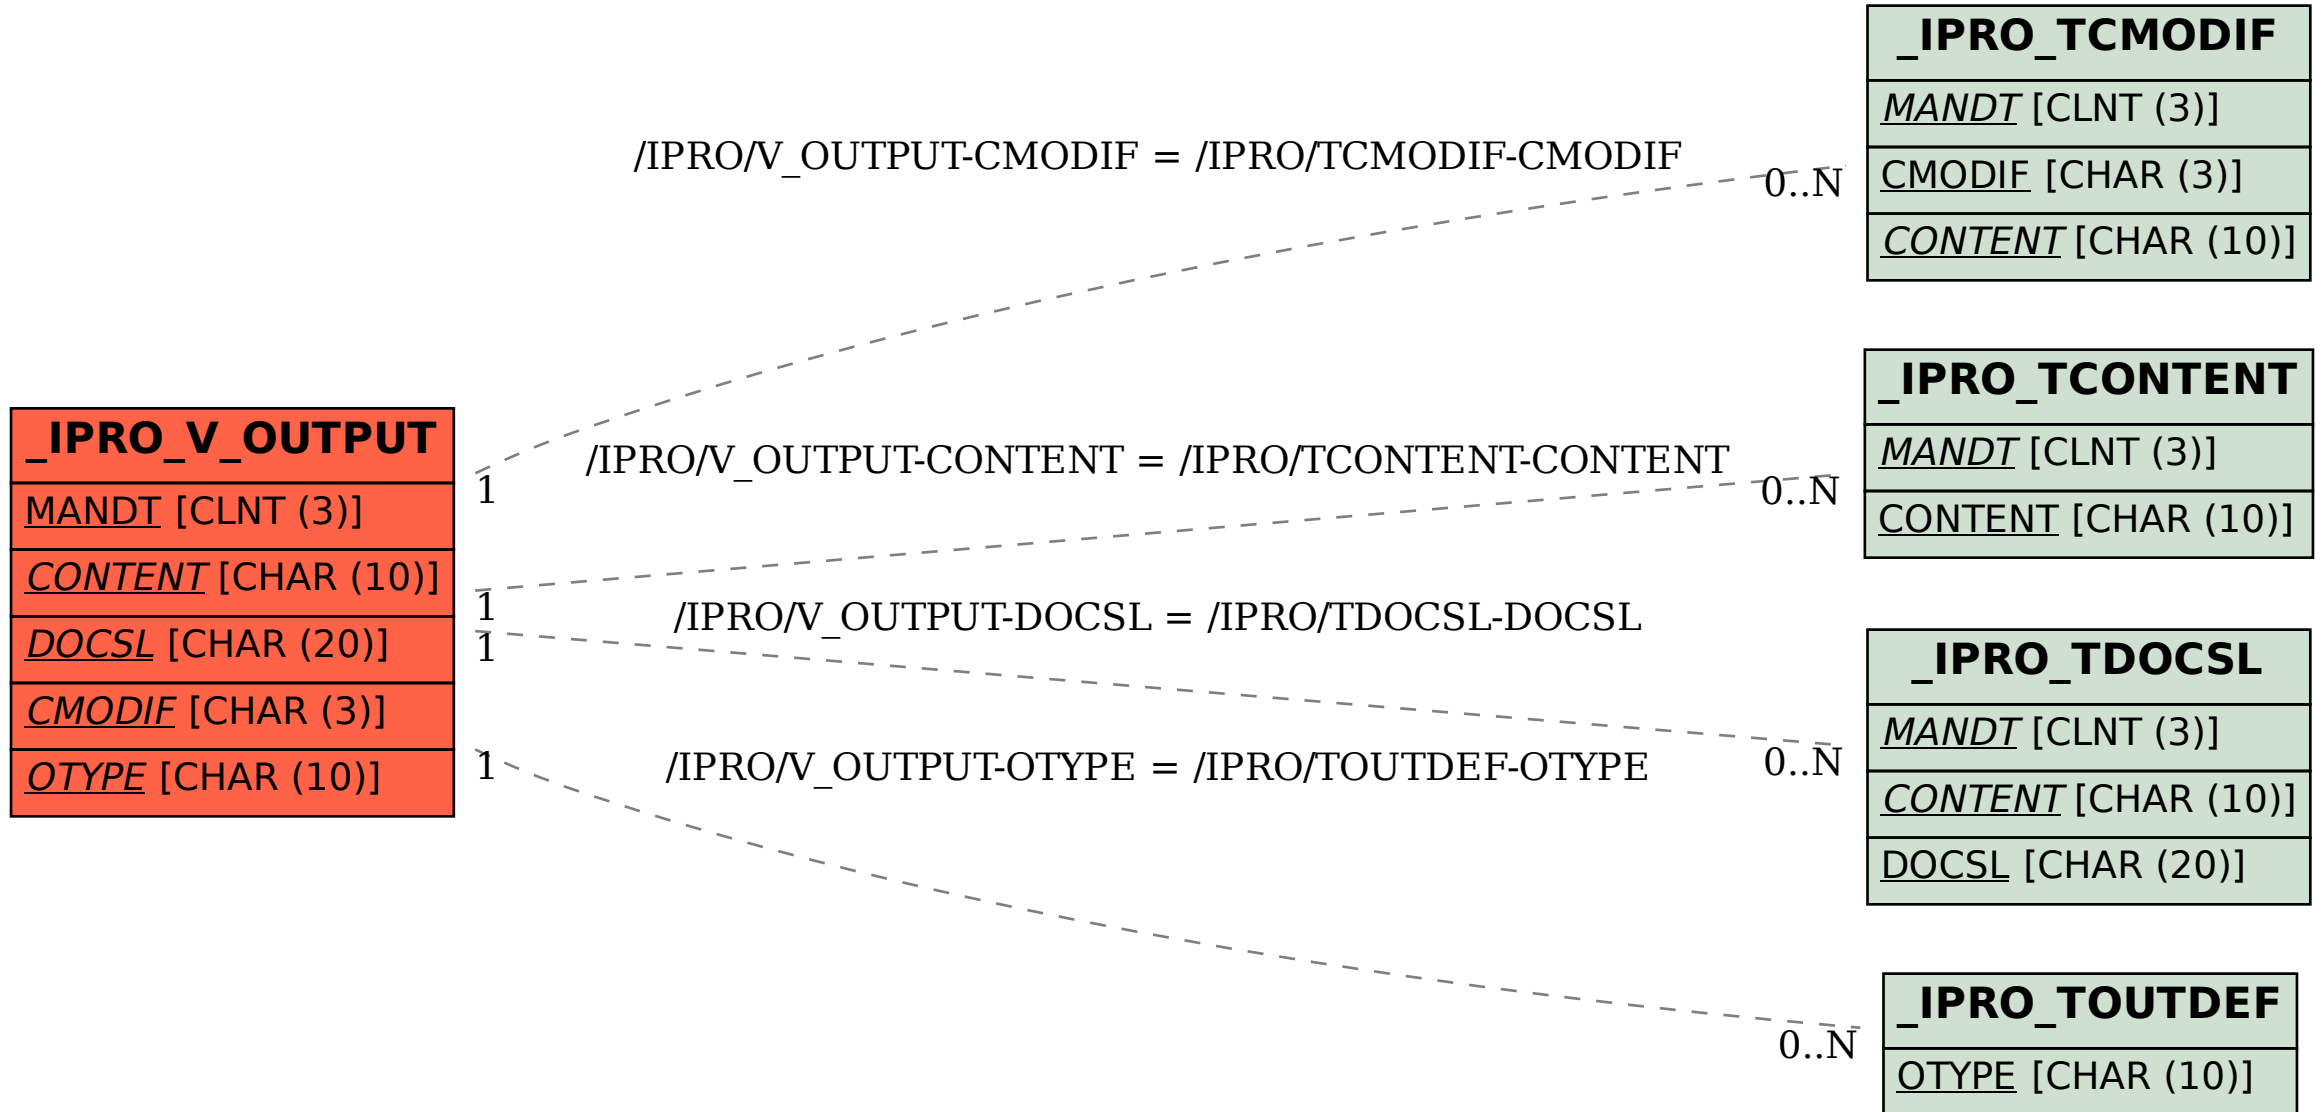 _IPRO_V_OUTPUT
MANDT [CLNT (3)]
CONTENT [CHAR (10)]
DOCSL [CHAR (20)]
CMODIF [CHAR (3)]
OTYPE [CHAR (10)]
/IPRO/V_OUTPUT-CMODIF = /IPRO/TCMODIF-CMODIF
1
0..N
/IPRO/V_OUTPUT-CONTENT = /IPRO/TCONTENT-CONTENT
1
0..N
/IPRO/V_OUTPUT-DOCSL = /IPRO/TDOCSL-DOCSL
1
0..N
/IPRO/V_OUTPUT-OTYPE = /IPRO/TOUTDEF-OTYPE
1
0..N
_IPRO_TCMODIF
MANDT [CLNT (3)]
CMODIF [CHAR (3)]
CONTENT [CHAR (10)]
_IPRO_TCONTENT
MANDT [CLNT (3)]
CONTENT [CHAR (10)]
_IPRO_TDOCSL
MANDT [CLNT (3)]
CONTENT [CHAR (10)]
DOCSL [CHAR (20)]
_IPRO_TOUTDEF
OTYPE [CHAR (10)]